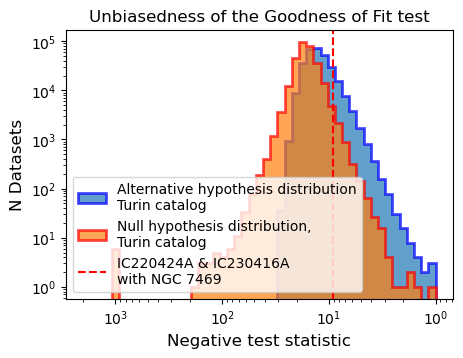 Unbiasedness of the Goodness of Fit test
N Datasets
10⁵
10⁴
10³
10²
10¹
10⁰
Alternative hypothesis distribution
Turin catalog
Null hypothesis distribution,
Turin catalog
IC220424A & IC230416A
with NGC 7469
10³ 10² 10¹ 10⁰
Negative test statistic